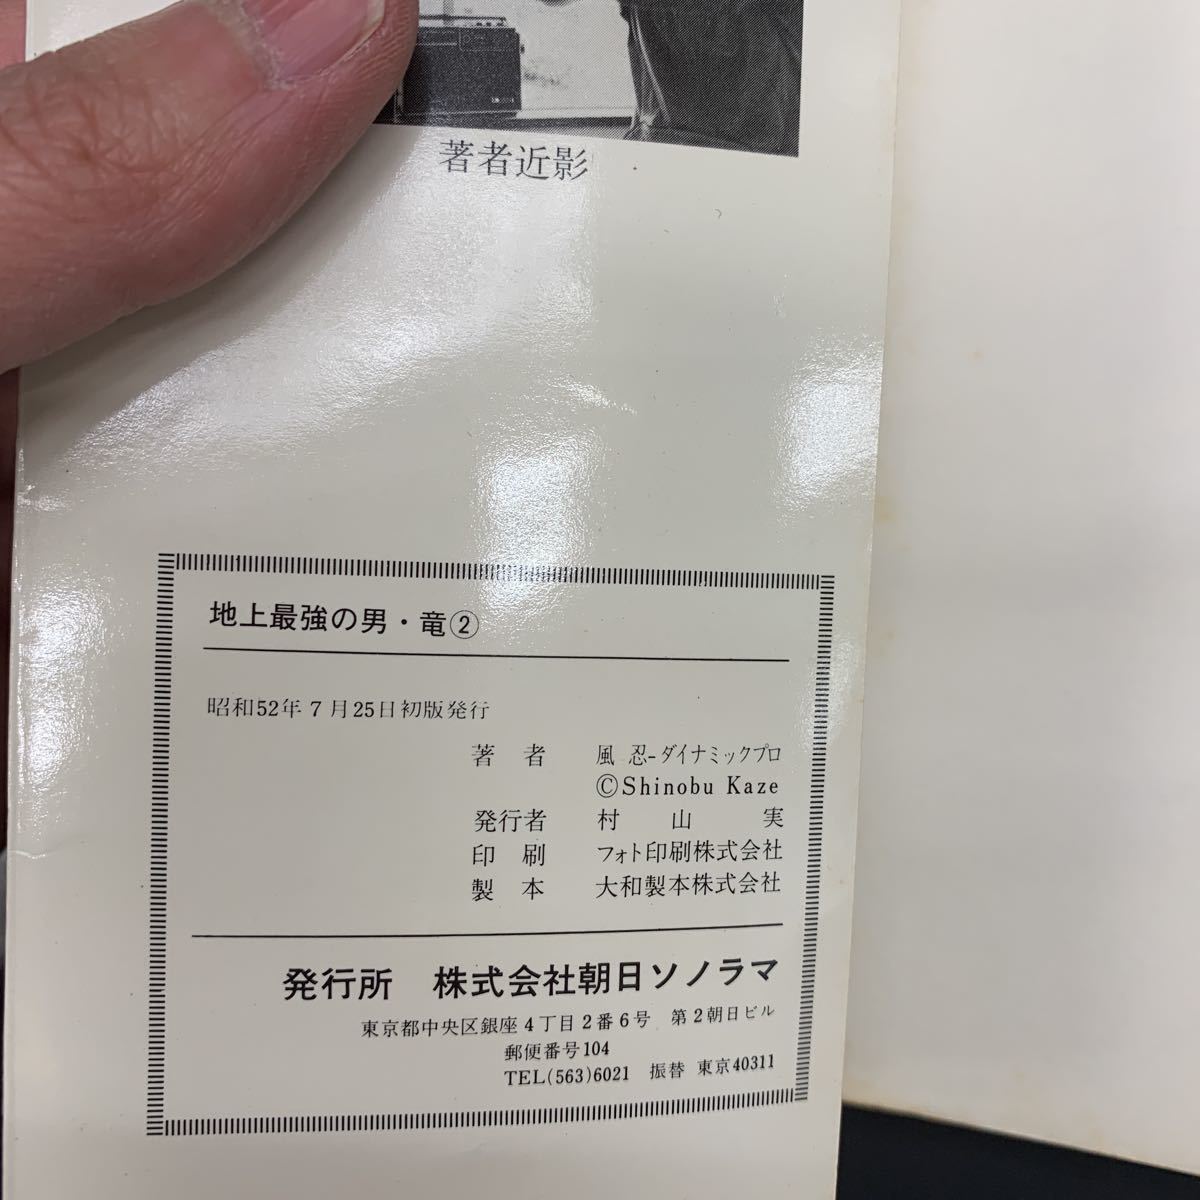 著者近影
地上最強の男・竜②
昭和52年7月25日初版発行
著者 風 忍-ダイナミックプロ
©Shinobu Kaze
発行者 村山実
印刷 フォト印刷株式会社
製本 大和製本株式会社
発行所 株式会社朝日ソノラマ
東京都中央区銀座4丁目2番6号 第2朝日ビル
郵便番号104
TEL(563)6021 振替 東京40311